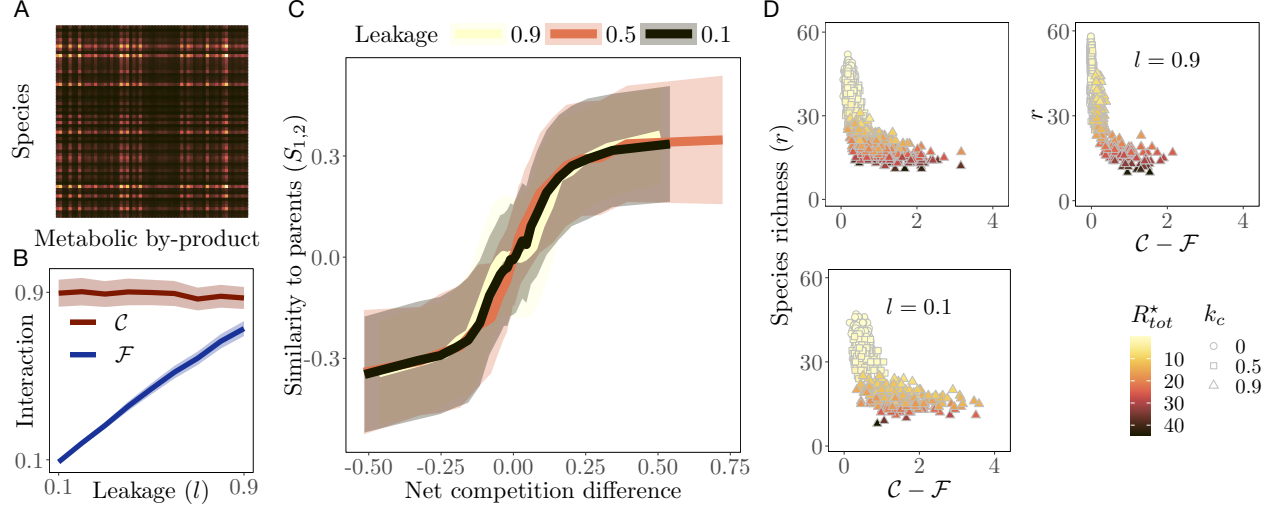 A
Species
Metabolic by-product
B
Interaction
0.9
0.1
C
F
0.1
0.9
Leakage (l)
C
Leakage 0.9 0.5 0.1
Similarity to parents (S1,2)
0.3
0.0
-0.3
-0.50 -0.25 0.00 0.25 0.50 0.75
Net competition difference
D
Species richness (r)
60
30
0
0 2 4
r
60
30
0
l = 0.9
0 2 4
C − F
60
30
0
l = 0.1
0 2 4
C − F
R⋆tot
10
20
30
40
kc
0
0.5
0.9